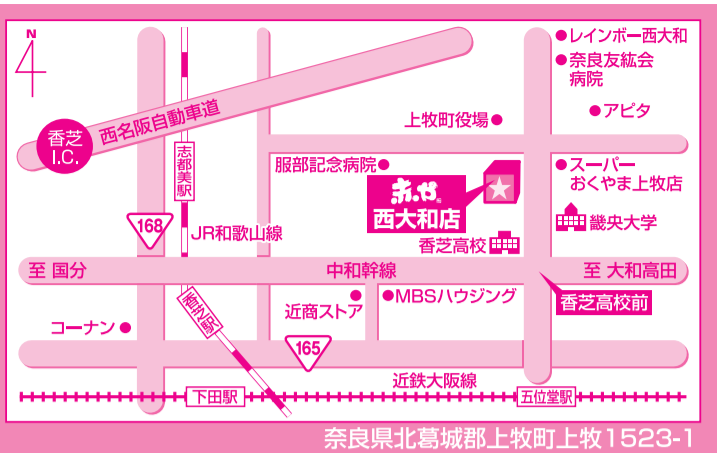 N
レインボー西大和
奈良友紘会
病院
アピタ
上牧町役場
西名阪自動車道
香芝
I.C.
志都美駅
服部記念病院
スーパー
おくやま上牧店
赤のれん
西大和店
畿央大学
168
JR和歌山線
香芝高校
至 国分
中和幹線
至 大和高田
香芝駅
近商ストア
MBSハウジング
香芝高校前
コーナン
165
近鉄大阪線
下田駅
五位堂駅
奈良県北葛城郡上牧町上牧1523-1